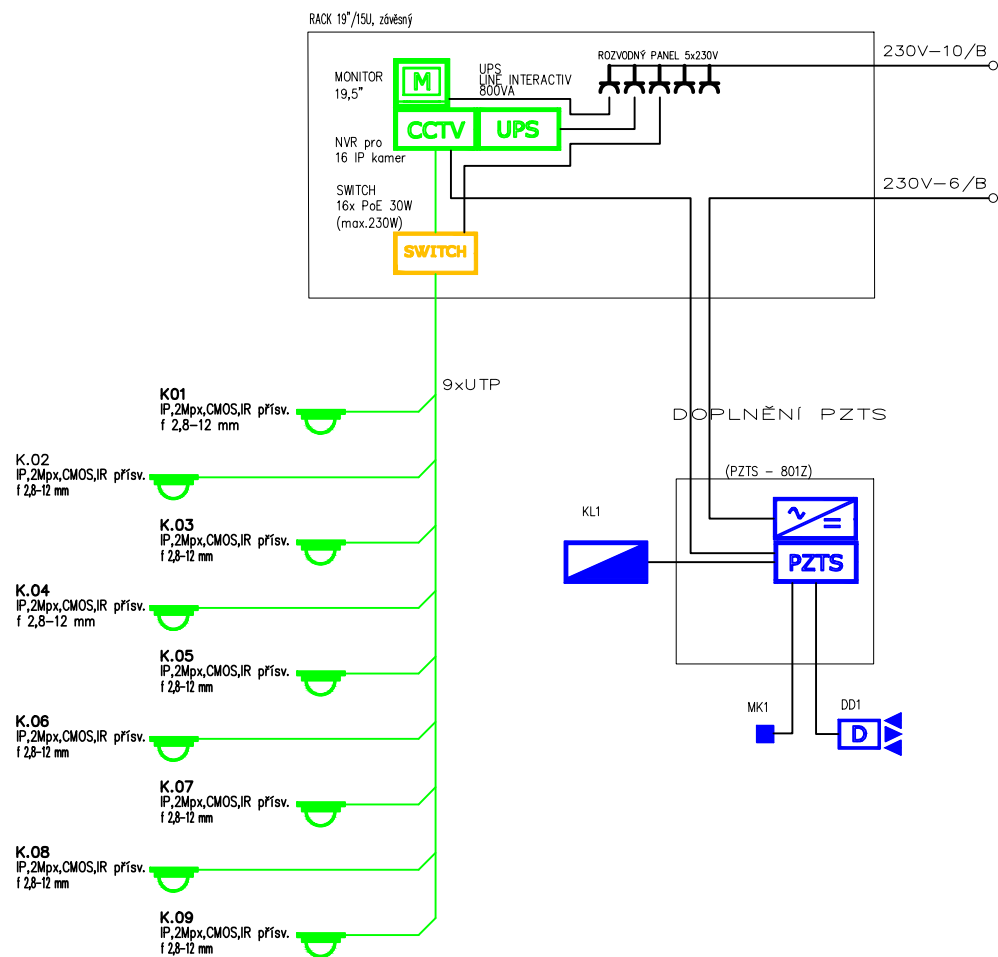 RACK 19"/15U, závěsný
MONITOR
19,5"
M
UPS
LINE INTERACTIV
800VA
ROZVODNÝ PANEL 5x230V
230V-10/B
CCTV
UPS
NVR pro
16 IP kamer
SWITCH
16x PoE 30W
(max.230W)
230V-6/B
SWITCH
9xUTP
K01
IP,2Mpx,CMOS,IR přísv.
f 2,8-12 mm
K.02
IP,2Mpx,CMOS,IR přísv.
f 2,8-12 mm
K.03
IP,2Mpx,CMOS,IR přísv.
f 2,8-12 mm
K.04
IP,2Mpx,CMOS,IR přísv.
f 2,8-12 mm
K.05
IP,2Mpx,CMOS,IR přísv.
f 2,8-12 mm
K.06
IP,2Mpx,CMOS,IR přísv.
f 2,8-12 mm
K.07
IP,2Mpx,CMOS,IR přísv.
f 2,8-12 mm
K.08
IP,2Mpx,CMOS,IR přísv.
f 2,8-12 mm
K.09
IP,2Mpx,CMOS,IR přísv.
f 2,8-12 mm
DOPLNĚNÍ PZTS
(PZTS - 801Z)
KL1
PZTS
MK1
DD1
D